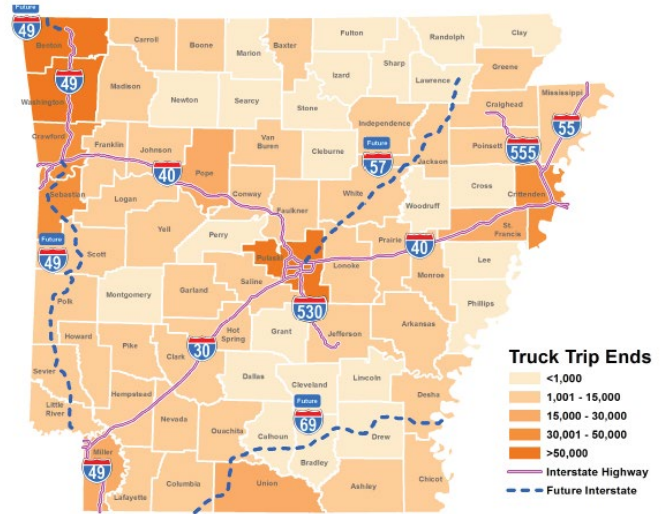 Future
49
Benton
Carroll
Boone
Marion
Baxter
Fulton
Randolph
Clay
Izard
Sharp
Lawrence
Greene
49
Washington
Madison
Newton
Searcy
Stone
Independence
Craighead
Mississippi
Crawford
Franklin
Johnson
Pope
Van
Buren
Cleburne
Future
57
Jackson
Poinsett
555
55
40
Sebastian
Logan
Conway
Faulkner
White
Woodruff
Cross
Crittenden
Future
49
Scott
Yell
Perry
Pulaski
Lonoke
Prairie
40
St.
Francis
Lee
Monroe
Phillips
Polk
Montgomery
Garland
Saline
530
Jefferson
Arkansas
Howard
Pike
Clark
30
Hot
Spring
Grant
Sevier
Hempstead
Dallas
Cleveland
Lincoln
Desha
Little
River
Nevada
Ouachita
Calhoun
Future
69
Drew
Bradley
Miller
49
Lafayette
Columbia
Union
Ashley
Chicot
Truck Trip Ends
<1,000
1,001 - 15,000
15,000 - 30,000
30,001 - 50,000
>50,000
Interstate Highway
Future Interstate